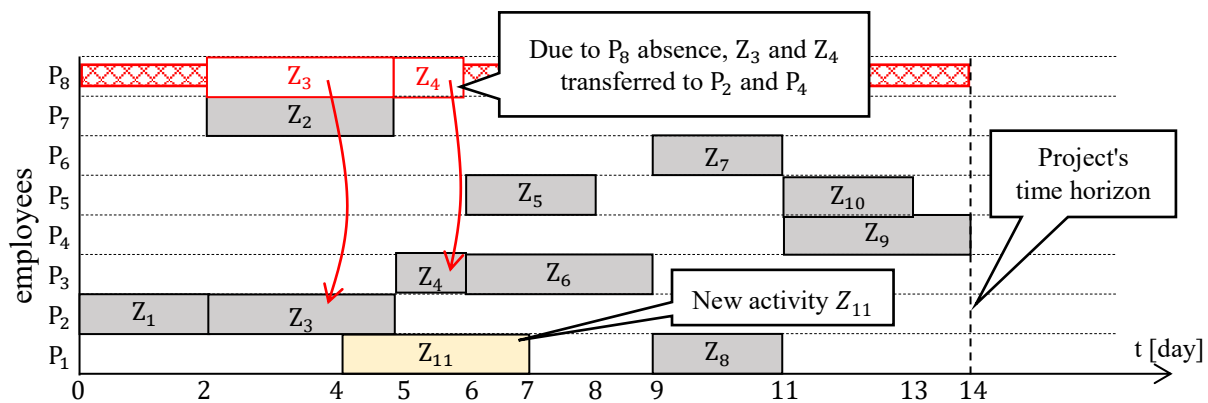 Due to P₈ absence, Z₃ and Z₄
transferred to P₂ and P₄
P₈ Z₃ Z₄
P₇ Z₂
P₆ Z₇
Project's
time horizon
P₅ Z₅ Z₁₀
P₄ Z₉
employees
P₃ Z₄ Z₆
New activity Z₁₁
P₂ Z₁ Z₃
P₁ Z₁₁ Z₈
t [day]
0 2 4 5 6 7 8 9 11 13 14